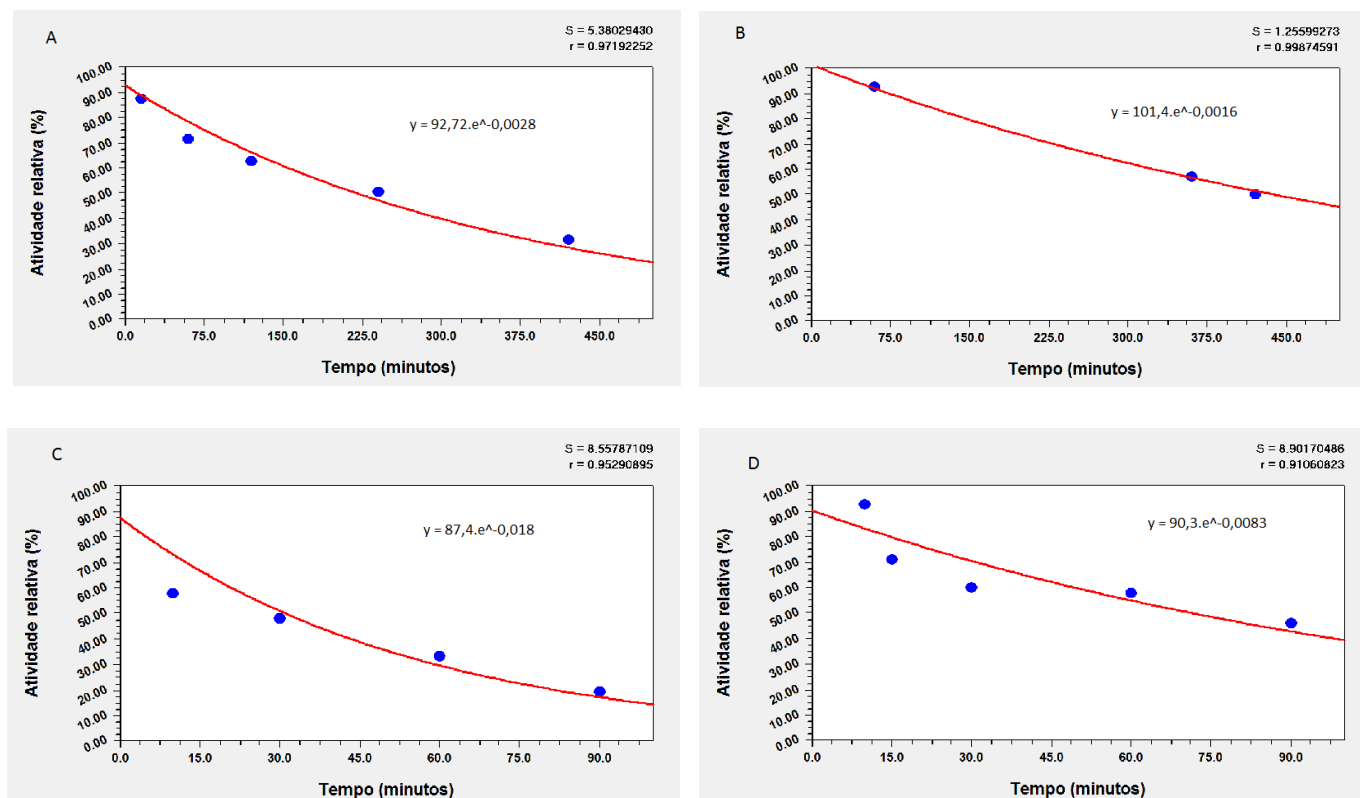 A
S = 5.38029430
r = 0.97192252
Atividade relativa (%)
100.00
90.00
80.00
70.00
60.00
50.00
40.00
30.00
20.00
10.00
0.00
y = 92,72.e^-0,0028
0.0 75.0 150.0 225.0 300.0 375.0 450.0
Tempo (minutos)
B
S = 1.25599273
r = 0.99874591
Atividade relativa (%)
100.00
90.00
80.00
70.00
60.00
50.00
40.00
30.00
20.00
10.00
0.00
y = 101,4.e^-0,0016
0.0 75.0 150.0 225.0 300.0 375.0 450.0
Tempo (minutos)
C
S = 8.55787109
r = 0.95290895
Atividade relativa (%)
100.00
90.00
80.00
70.00
60.00
50.00
40.00
30.00
20.00
10.00
0.00
y = 87,4.e^-0,018
0.0 15.0 30.0 45.0 60.0 75.0 90.0
Tempo (minutos)
D
S = 8.90170486
r = 0.91060823
Atividade relativa (%)
100.00
90.00
80.00
70.00
60.00
50.00
40.00
30.00
20.00
10.00
0.00
y = 90,3.e^-0,0083
0.0 15.0 30.0 45.0 60.0 75.0 90.0
Tempo (minutos)